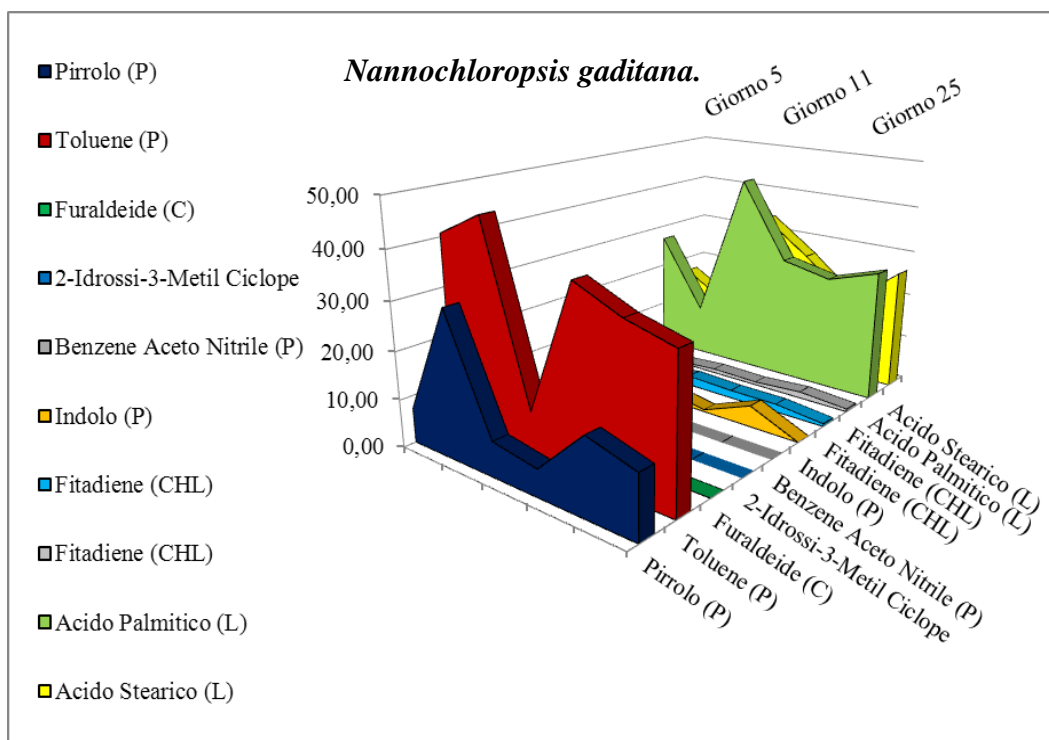 Nannochloropsis gaditana.
Pirrolo (P)
Toluene (P)
Furaldeide (C)
2-Idrossi-3-Metil Ciclope
Benzene Aceto Nitrile (P)
Indolo (P)
Fitadiene (CHL)
Fitadiene (CHL)
Acido Palmitico (L)
Acido Stearico (L)
50,00
40,00
30,00
20,00
10,00
0,00
Giorno 5
Giorno 11
Giorno 25
Pirrolo (P)
Toluene (P)
Furaldeide (C)
2-Idrossi-3-Metil Ciclope
Benzene Aceto Nitrile (P)
Indolo (P)
Fitadiene (CHL)
Fitadiene (CHL)
Acido Palmitico (L)
Acido Stearico (L)